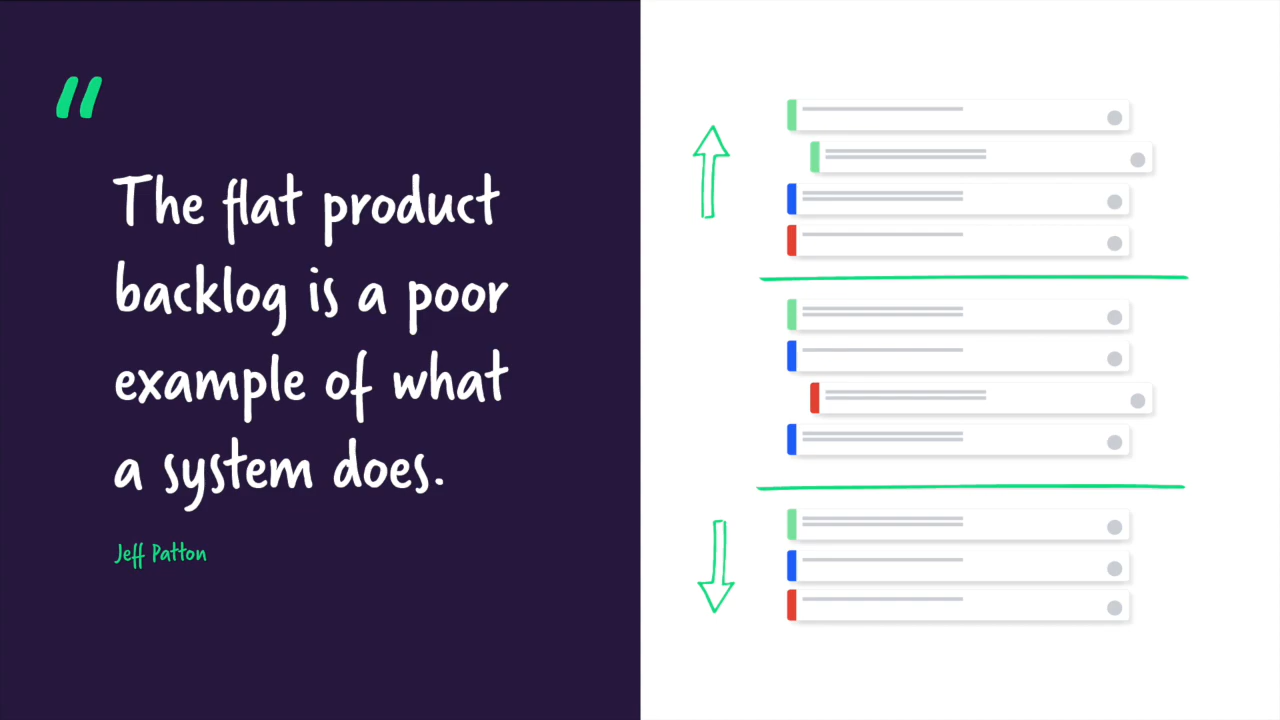 “
The flat product
backlog is a poor
example of what
a system does.
Jeff Patton